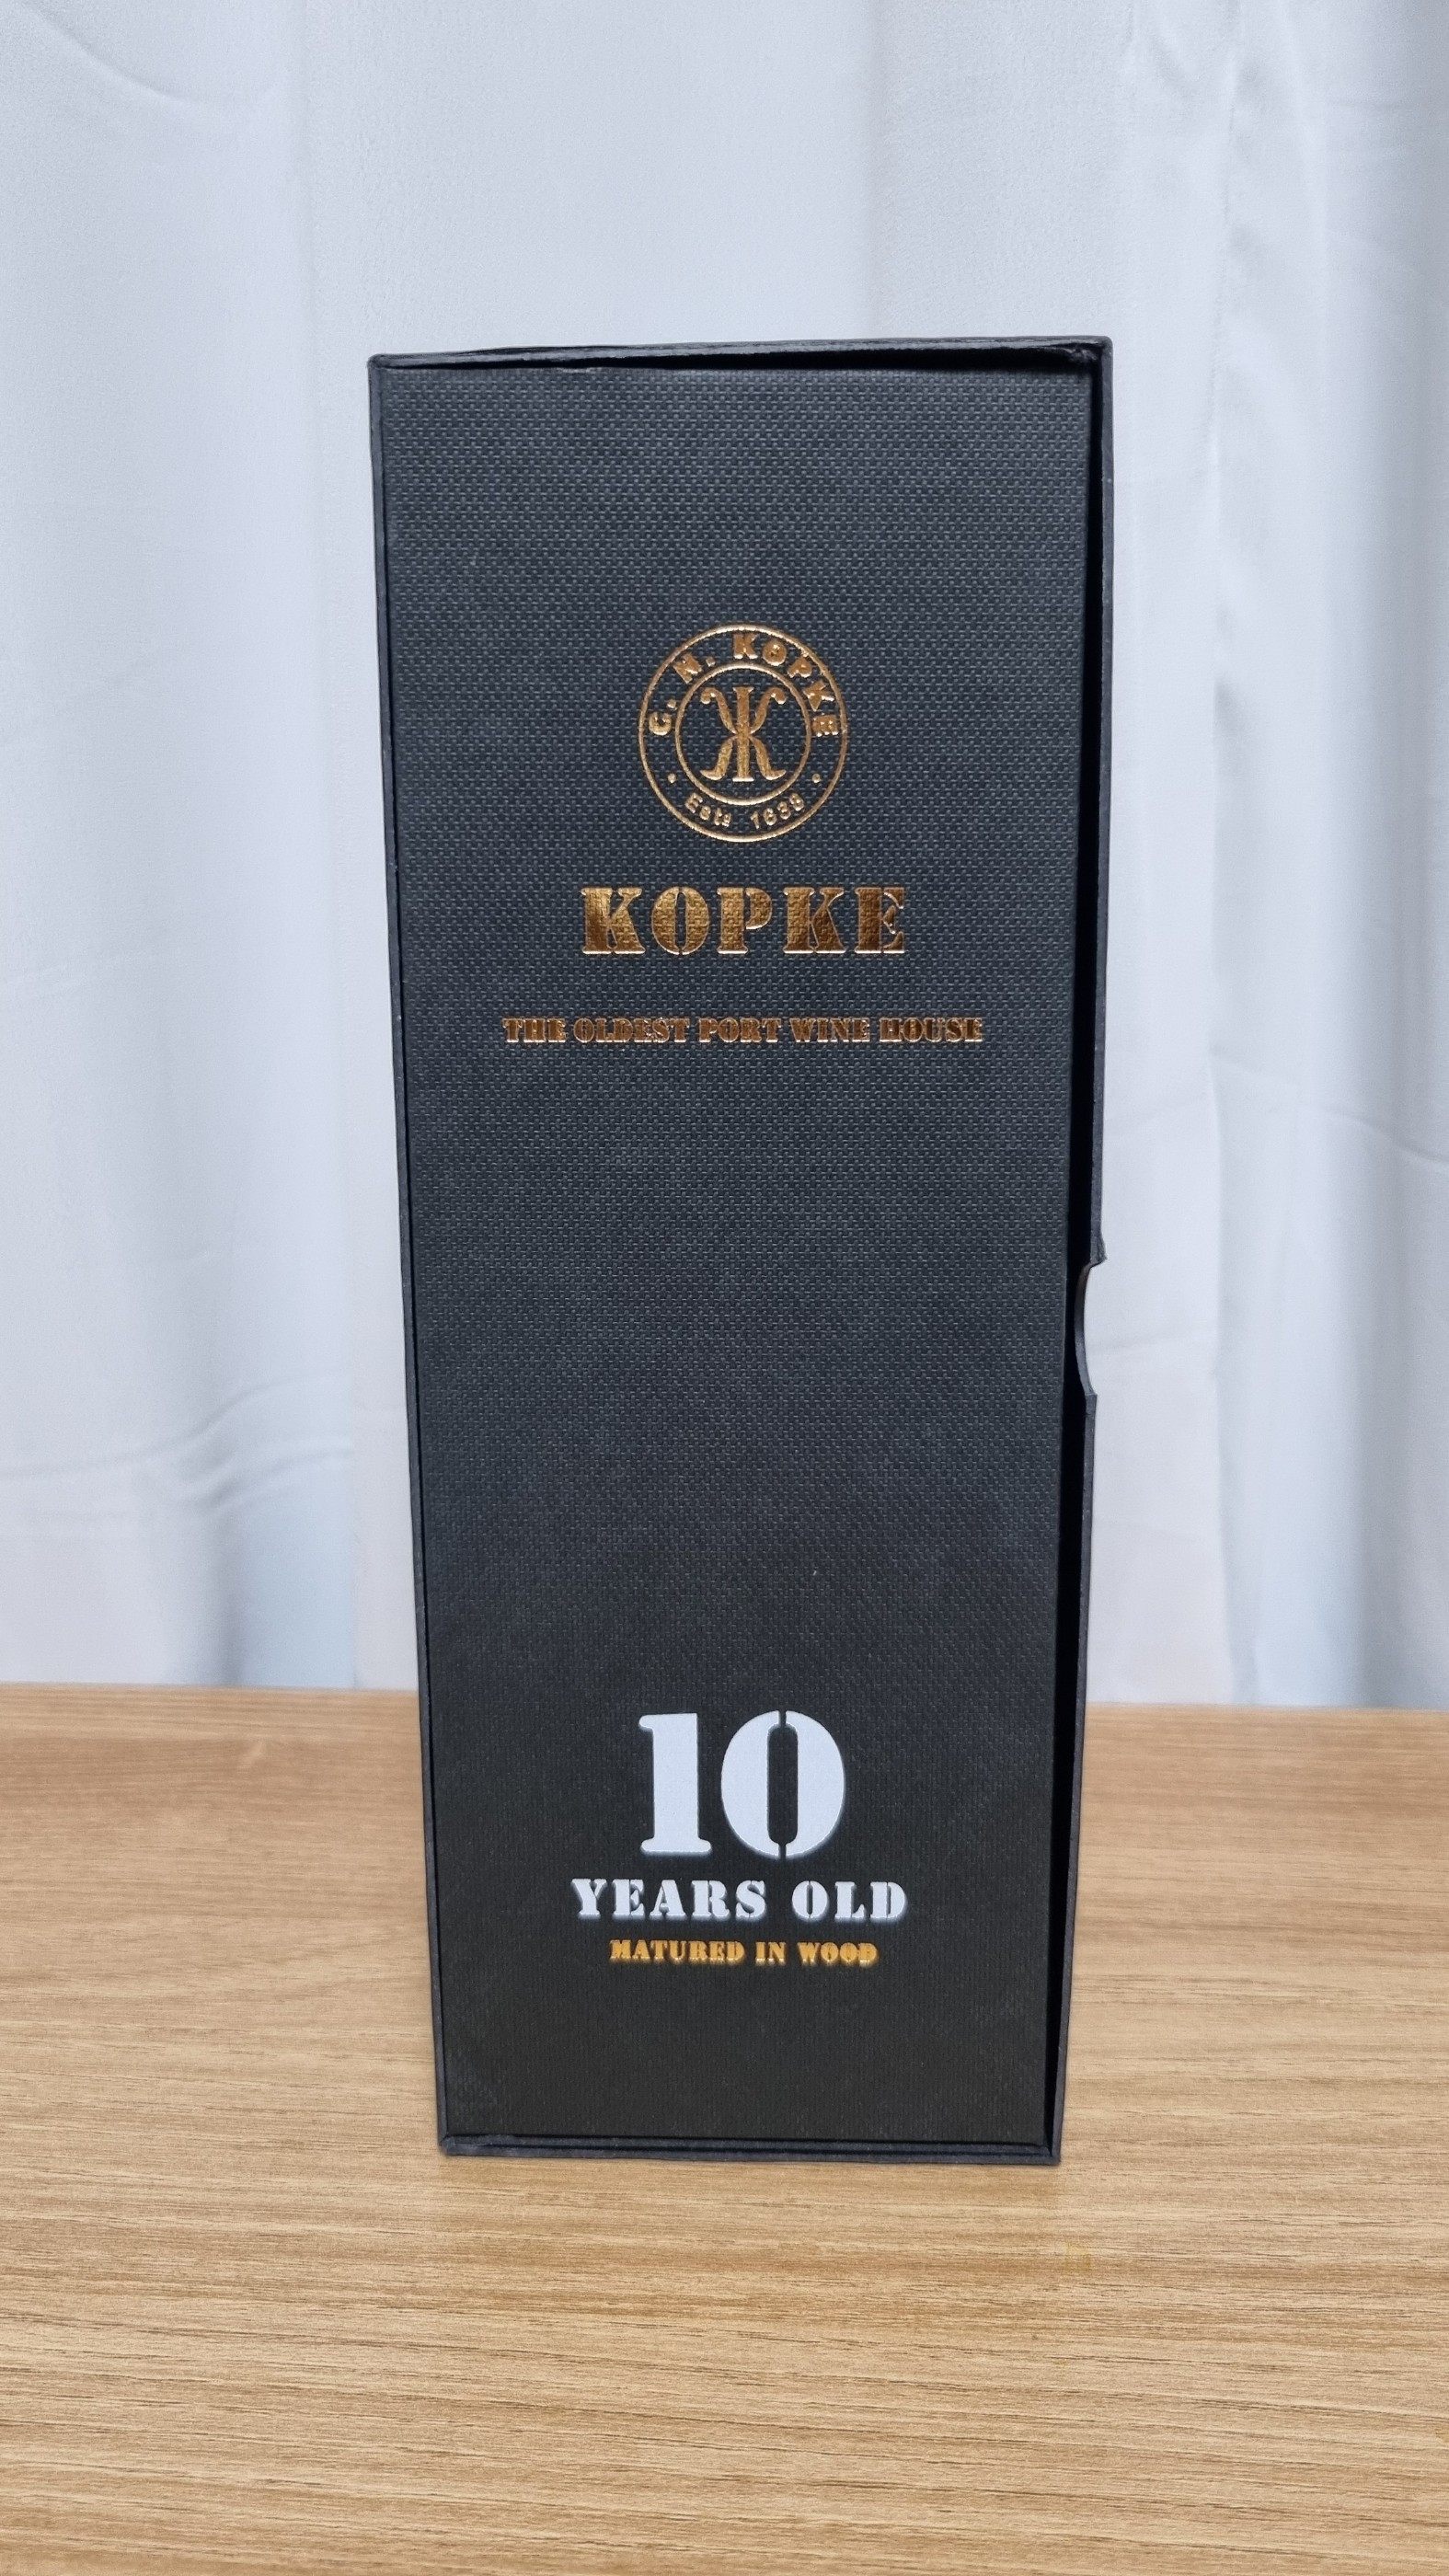 C. N. KOPKE
Estd 1638
KOPKE
THE OLDEST PORT WINE HOUSE
10
YEARS OLD
MATURED IN WOOD